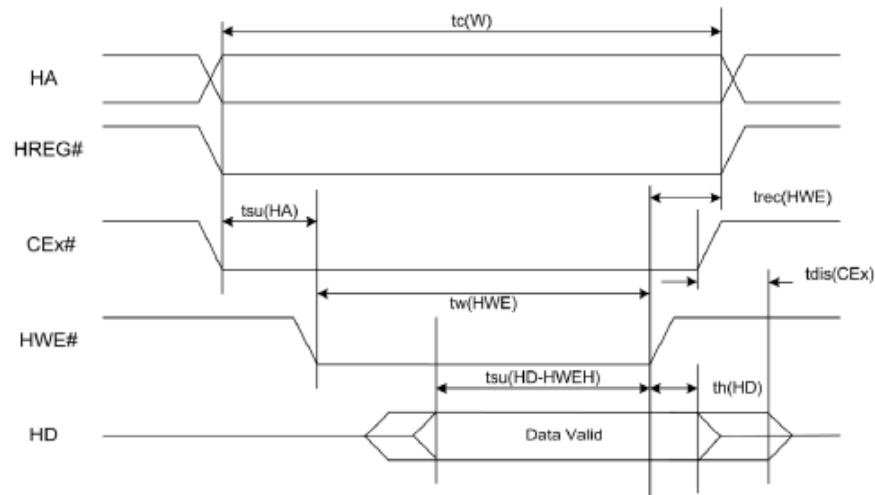 tc(W)
HA
HREG#
tsu(HA)
trec(HWE)
CEx#
tdis(CEx)
tw(HWE)
HWE#
tsu(HD-HWEH)
th(HD)
HD
Data Valid